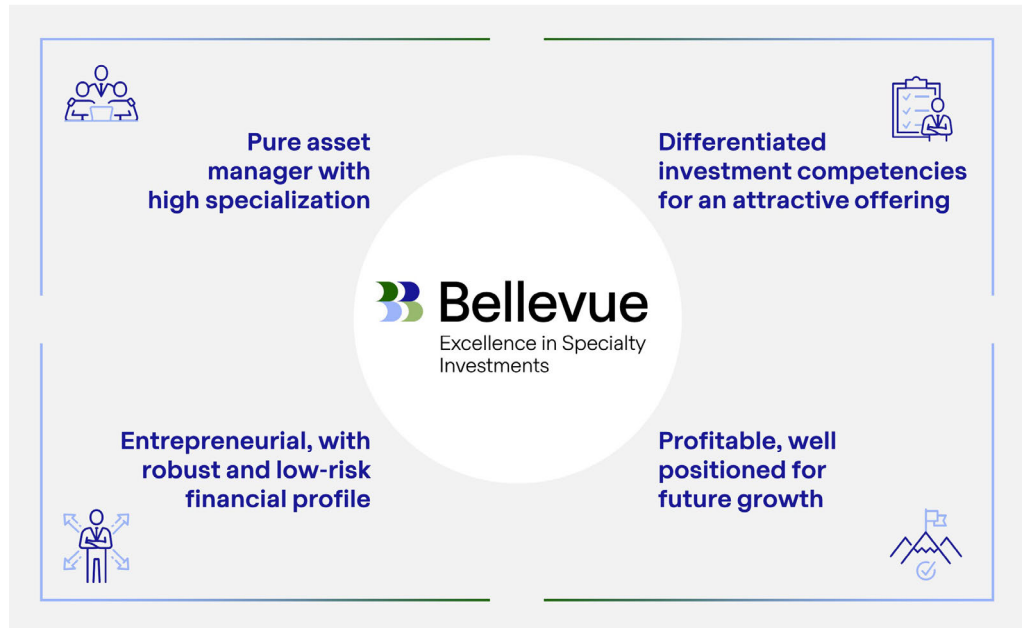 Pure asset
manager with
high specialization
Differentiated
investment competencies
for an attractive offering
Bellevue
Excellence in Specialty
Investments
Entrepreneurial, with
robust and low-risk
financial profile
Profitable, well
positioned for
future growth